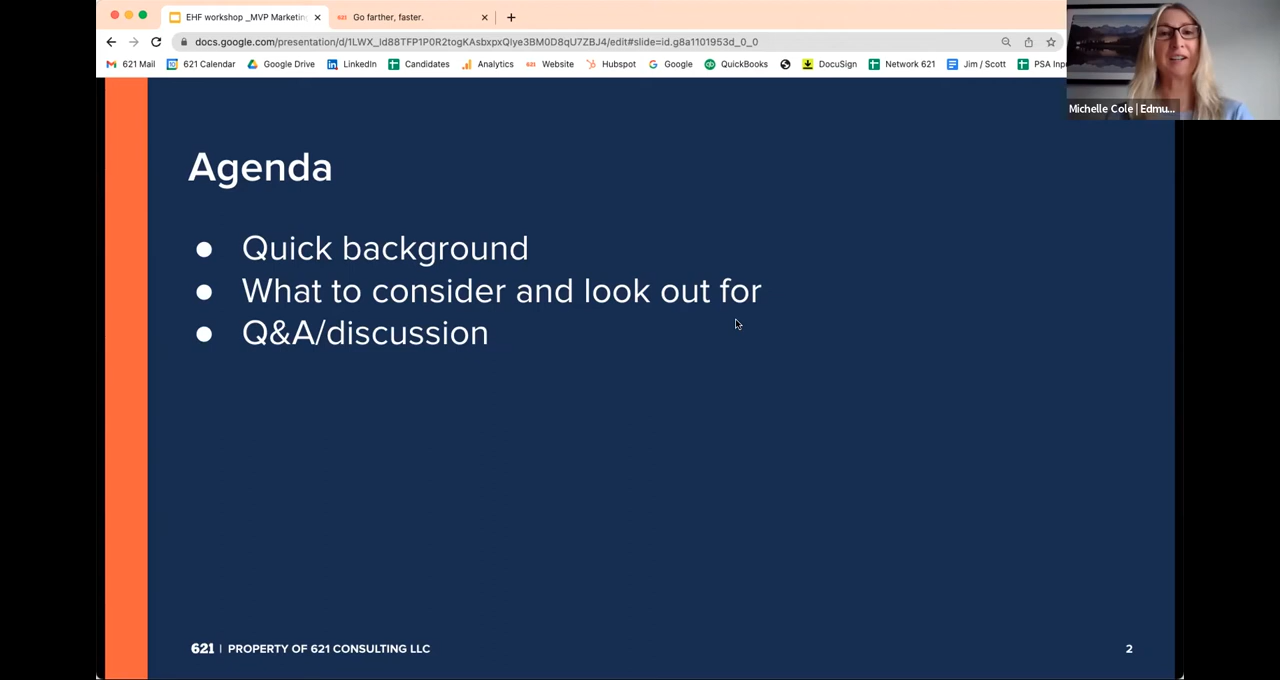 EHF workshop _MVP Marketin
621 Go farther, faster.
docs.google.com/presentation/d/1LWX_Id88TFP1P0R2togKAsbxpxQIye3BM0D8qU7ZBJ4/edit#slide=id.g8a1101953d_0_0
621 Mail 621 Calendar Google Drive LinkedIn Candidates Analytics 621 Website Hubspot Google QuickBooks DocuSign Network 621 Jim / Scott PSA Inp
Michelle Cole | Edmu...
Agenda
● Quick background
● What to consider and look out for
● Q&A/discussion
621 | PROPERTY OF 621 CONSULTING LLC
2